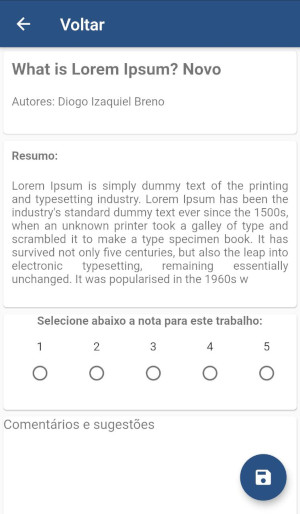 Voltar
What is Lorem Ipsum? Novo
Autores: Diogo Izaquiel Breno
Resumo:
Lorem Ipsum is simply dummy text of the printing
and typesetting industry. Lorem Ipsum has been the
industry's standard dummy text ever since the 1500s,
when an unknown printer took a galley of type and
scrambled it to make a type specimen book. It has
survived not only five centuries, but also the leap into
electronic typesetting, remaining essentially
unchanged. It was popularised in the 1960s w
Selecione abaixo a nota para este trabalho:
1 2 3 4 5
Comentários e sugestões